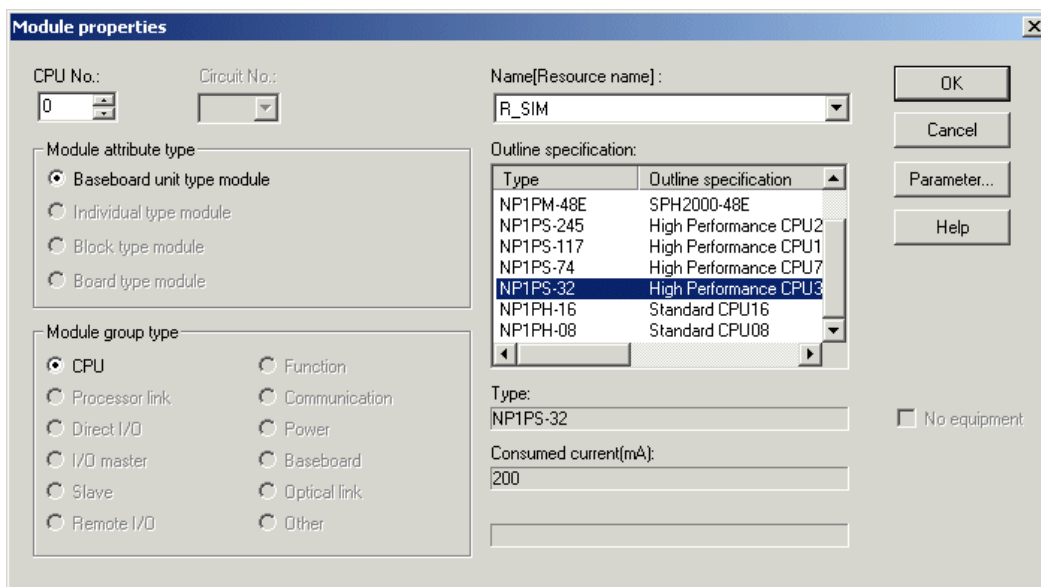 Module properties
CPU No.:
Circuit No.:
0
Module attribute type
Baseboard unit type module
Individual type module
Block type module
Board type module
Module group type
CPU
Function
Processor link
Communication
Direct I/O
Power
I/O master
Baseboard
Slave
Optical link
Remote I/O
Other
Name[Resource name] :
R_SIM
Outline specification:
Type Outline specification
NP1PM-48E SPH2000-48E
NP1PS-245 High Performance CPU2
NP1PS-117 High Performance CPU1
NP1PS-74 High Performance CPU7
NP1PS-32 High Performance CPU3
NP1PH-16 Standard CPU16
NP1PH-08 Standard CPU08
Type:
NP1PS-32
Consumed current(mA):
200
OK
Cancel
Parameter...
Help
No equipment